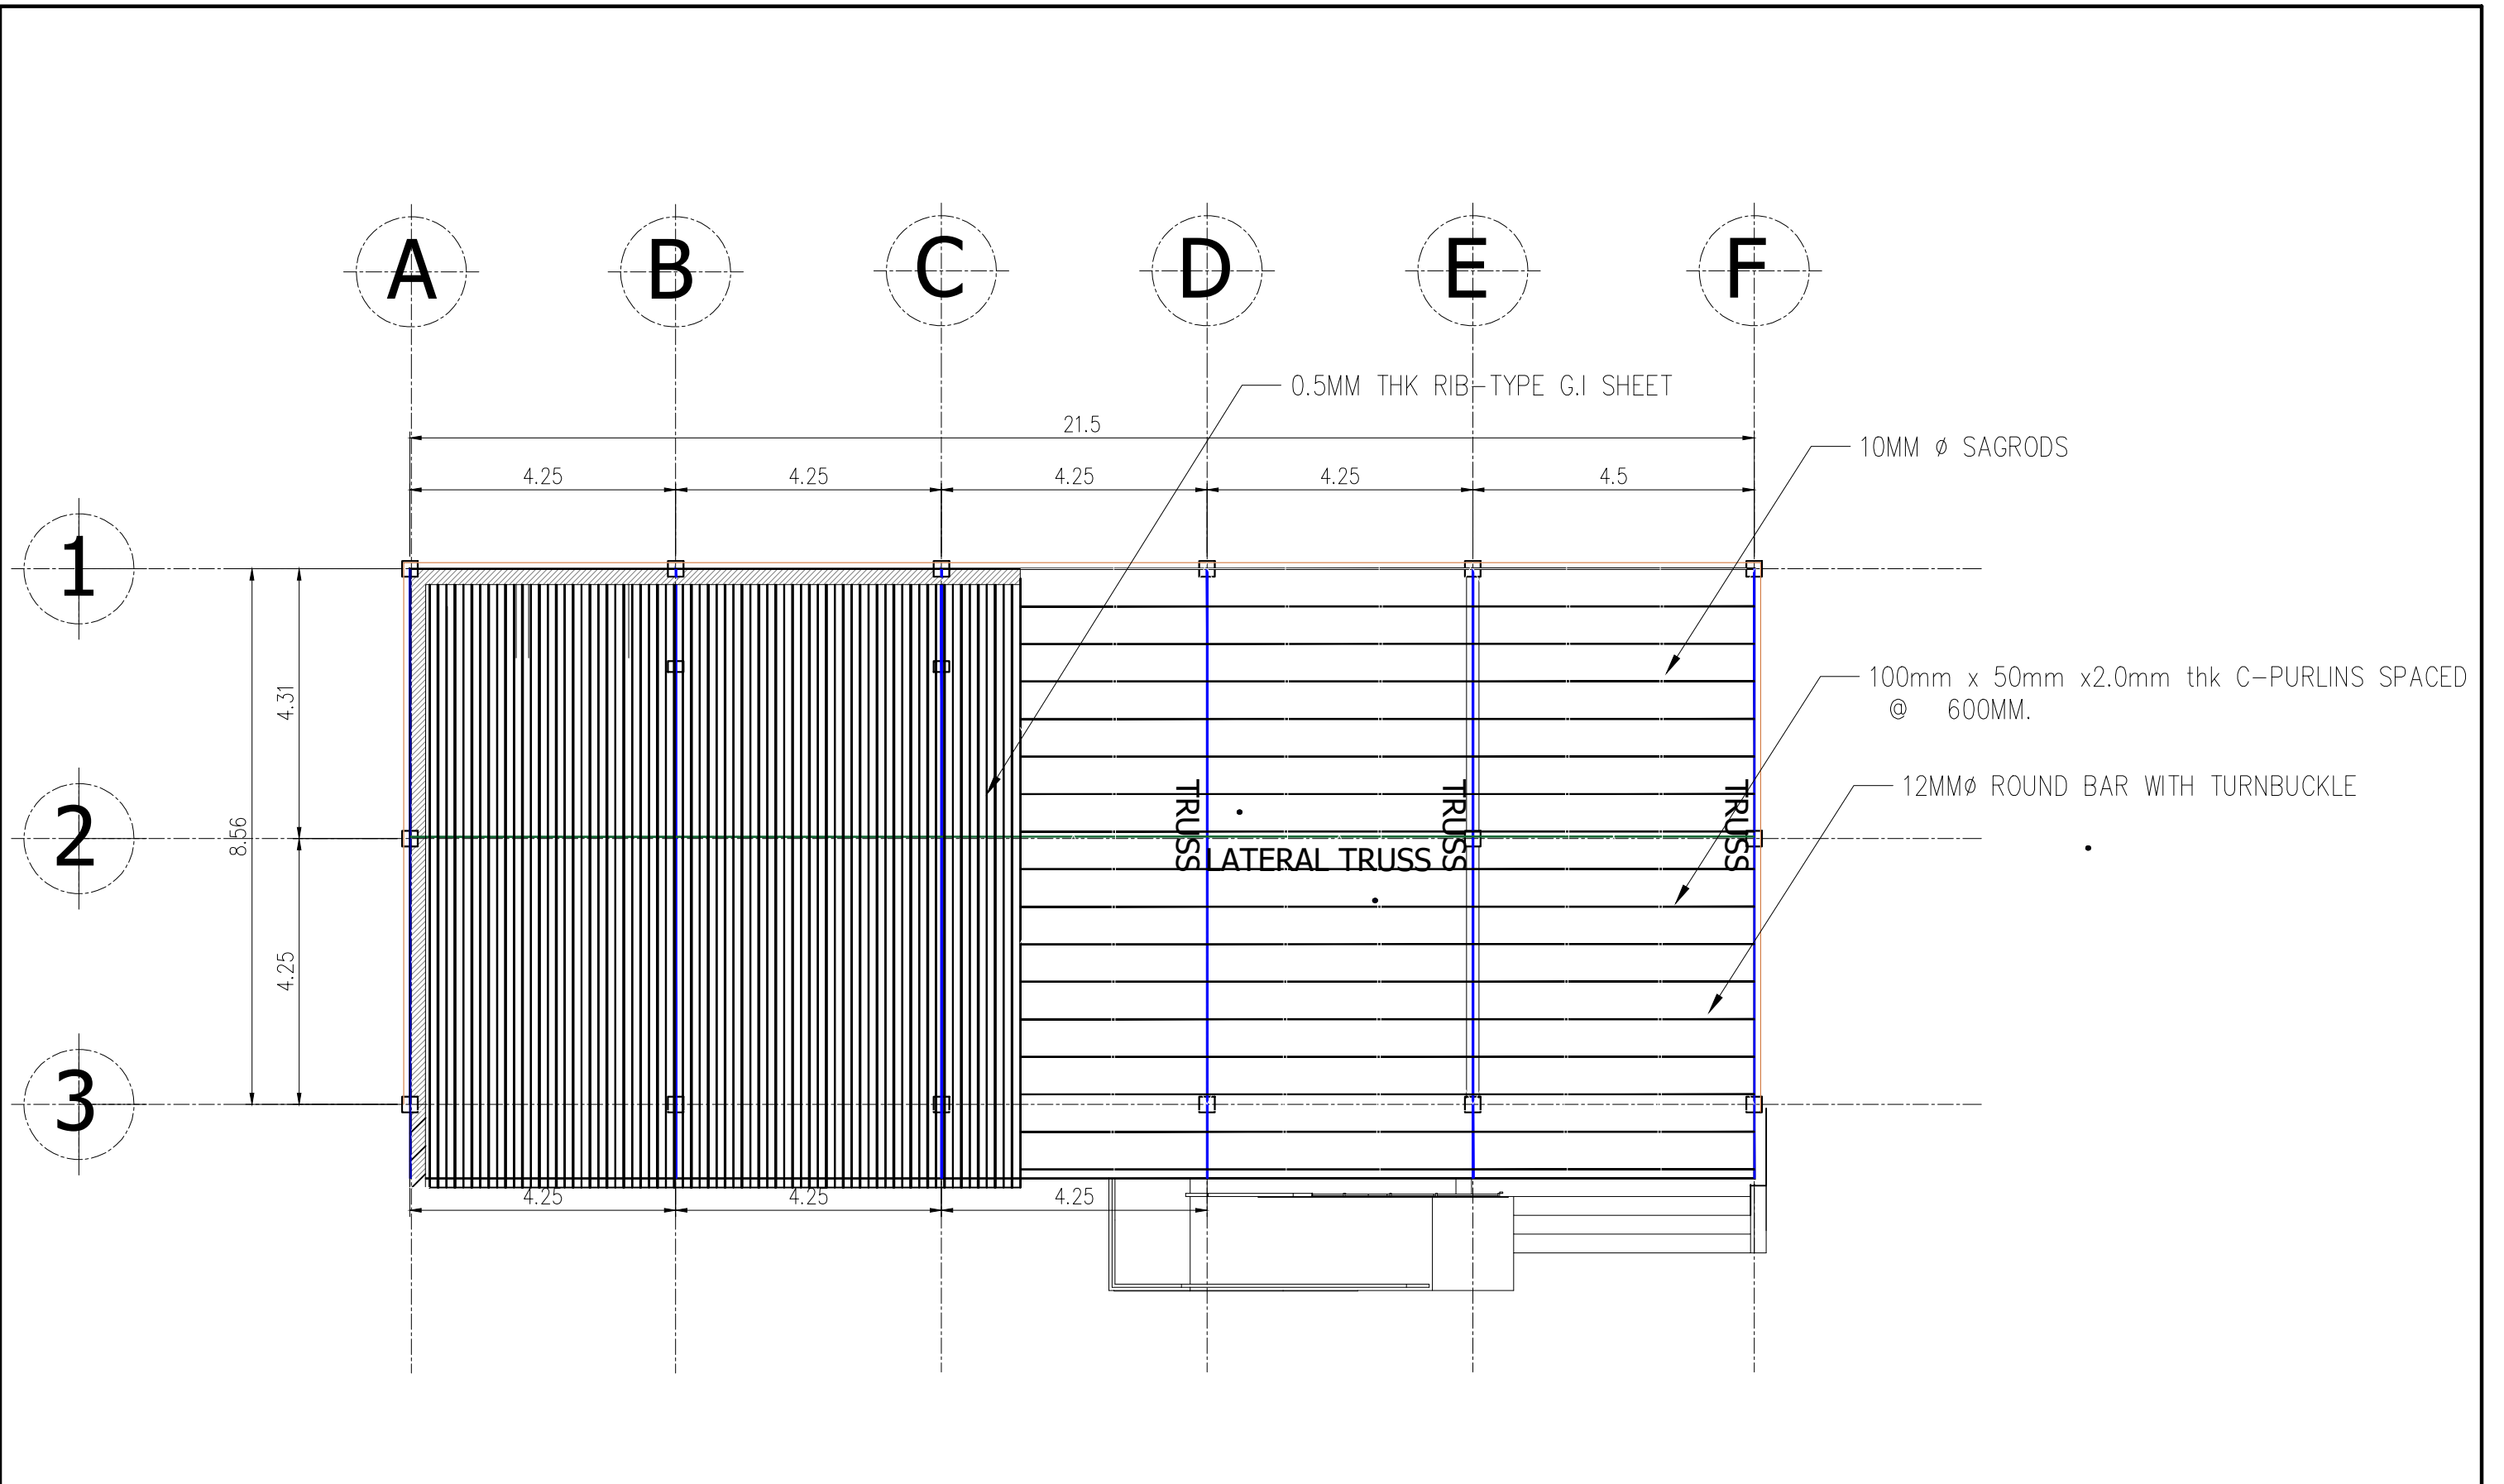 A B C D E F
0.5MM THK RIB-TYPE G.I SHEET
21.5
10MM ø SAGRODS
4.25 4.25 4.25 4.25 4.5
1
4.31
100mm x 50mm x2.0mm thk C-PURLINS SPACED
@ 600MM.
12MMø ROUND BAR WITH TURNBUCKLE
TRUSS TRUSS TRUSS
2
8.56
LATERAL TRUSS
4.25
3
4.25 4.25 4.25